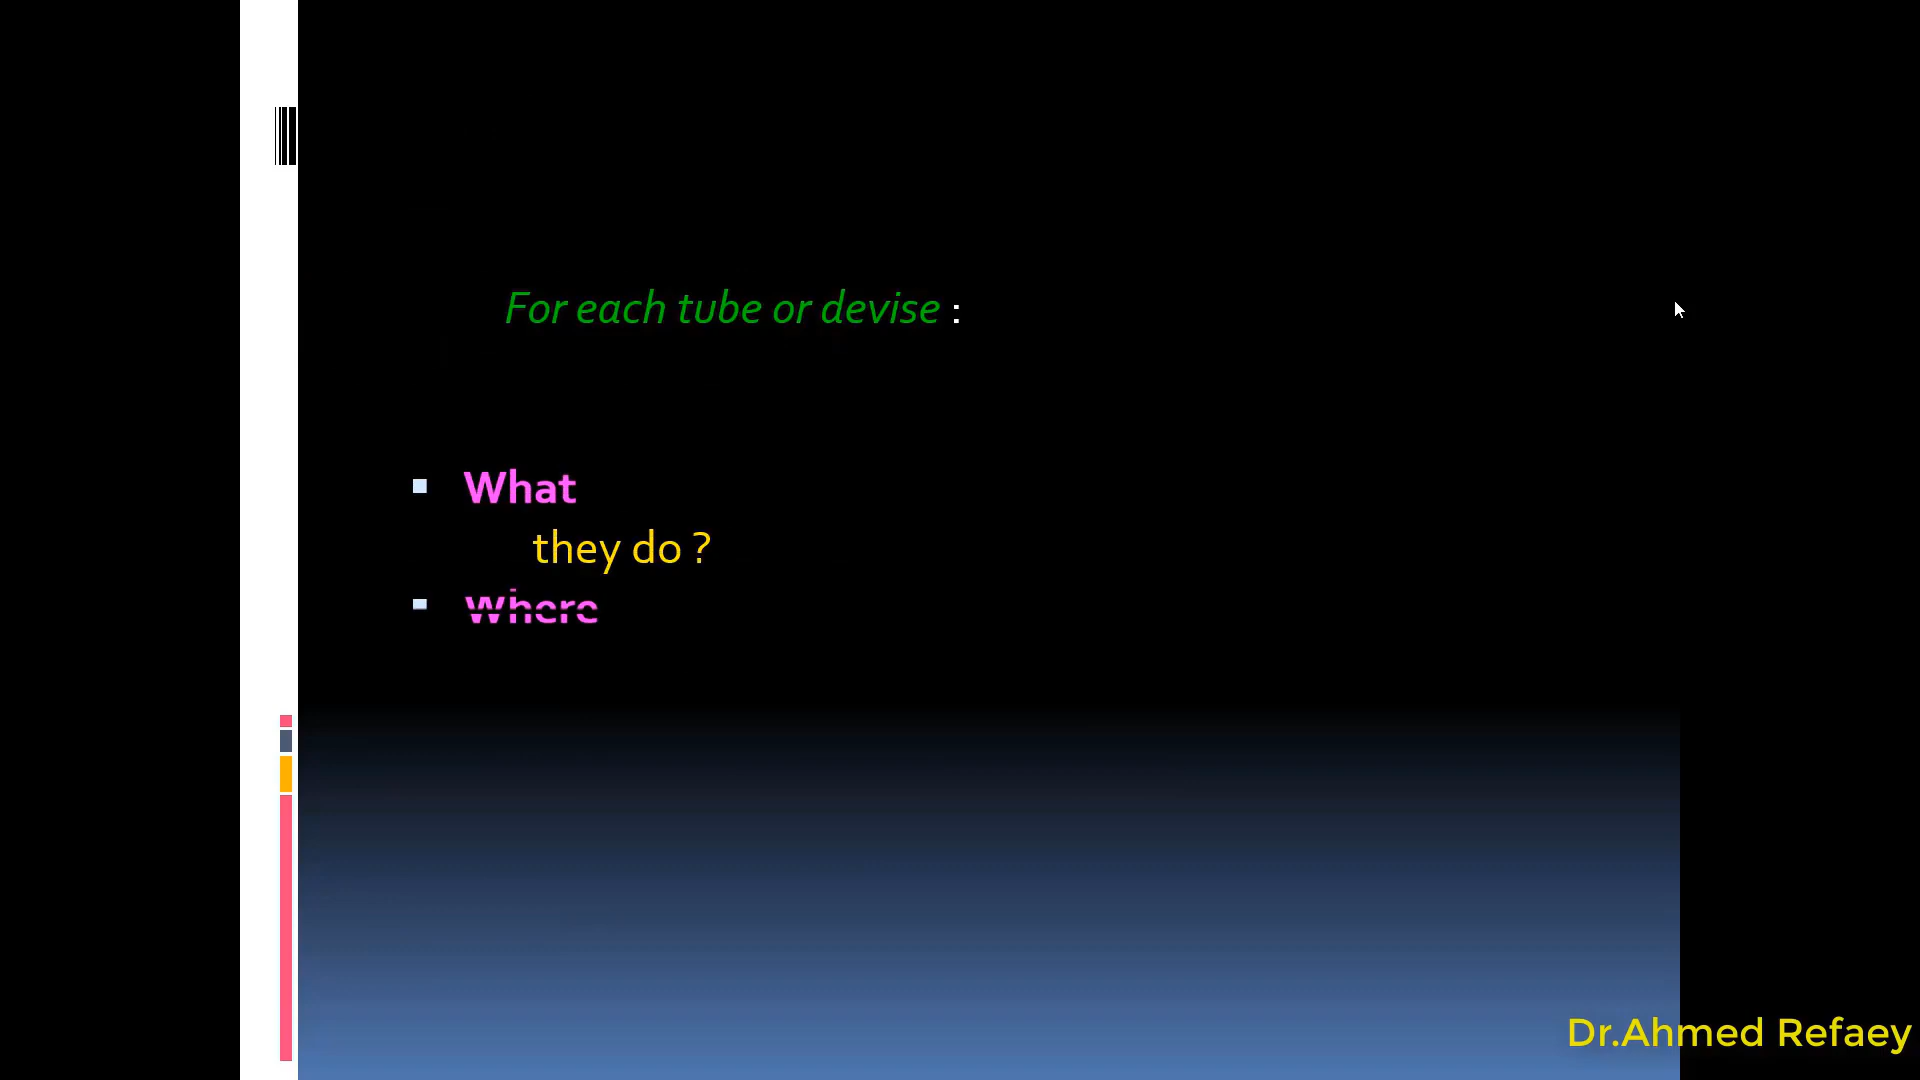 For each tube or devise :
What
they do ?
Where
Dr.Ahmed Refaey